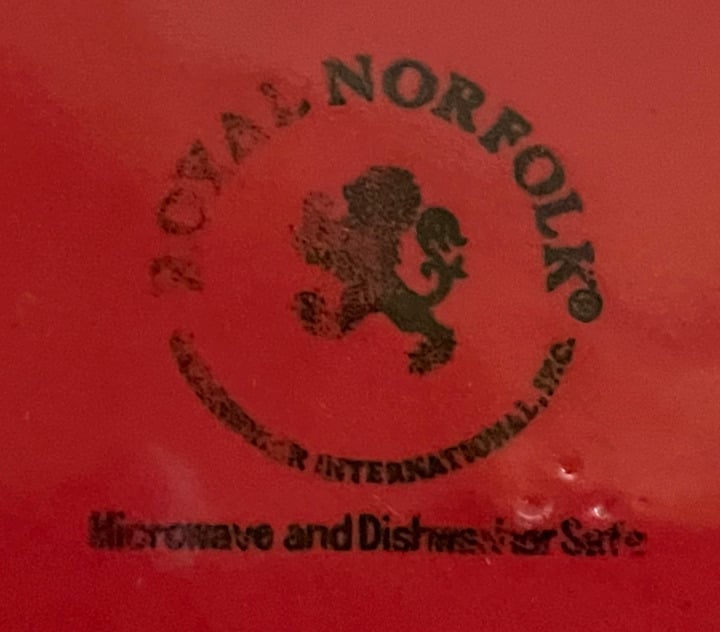 ROYAL NORFOLK®
INTERNATIONAL, INC.
Microwave and Dishwasher Safe